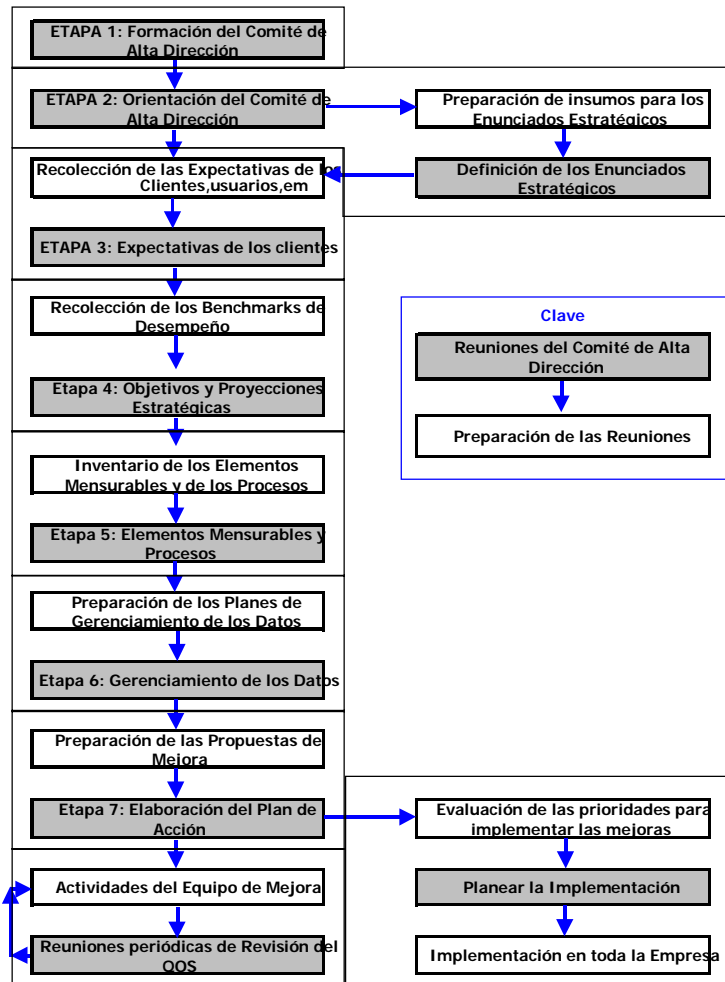 ETAPA 1: Formación del Comité de
Alta Dirección
ETAPA 2: Orientación del Comité de
Alta Dirección
Preparación de insumos para los
Enunciados Estratégicos
Recolección de las Expectativas de los
Clientes,usuarios,em
Definición de los Enunciados
Estratégicos
ETAPA 3: Expectativas de los clientes
Recolección de los Benchmarks de
Desempeño
Clave
Reuniones del Comité de Alta
Dirección
Preparación de las Reuniones
Etapa 4: Objetivos y Proyecciones
Estratégicas
Inventario de los Elementos
Mensurables y de los Procesos
Etapa 5: Elementos Mensurables y
Procesos
Preparación de los Planes de
Gerenciamiento de los Datos
Etapa 6: Gerenciamiento de los Datos
Preparación de las Propuestas de
Mejora
Etapa 7: Elaboración del Plan de
Acción
Evaluación de las prioridades para
implementar las mejoras
Actividades del Equipo de Mejora
Planear la Implementación
Reuniones periódicas de Revisión del
QOS
Implementación en toda la Empresa